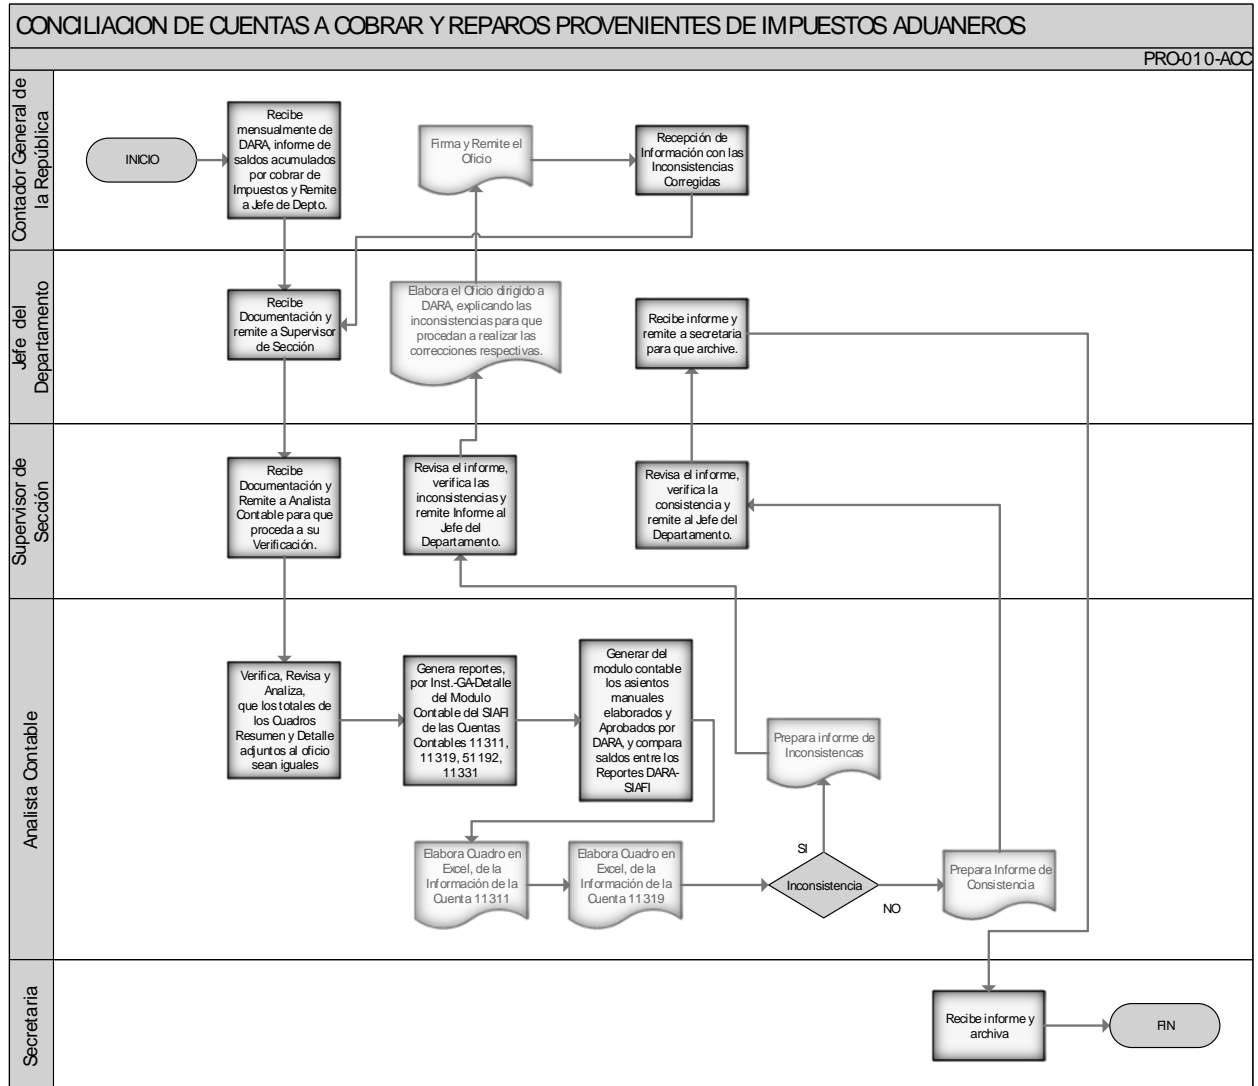 CONCILIACION DE CUENTAS A COBRAR Y REPAROS PROVENIENTES DE IMPUESTOS ADUANEROS
PRO-010-ACC
Contador General de
la República
INICIO
Recibe
mensualmente de
DARA, informe de
saldos acumulados
por cobrar de
Impuestos y Remite
a Jefe de Depto.
Firma y Remite el
Oficio
Recepción de
Información con las
Inconsistencias
Corregidas
Jefe del
Departamento
Recibe
Documentación y
remite a Supervisor
de Sección
Elabora el Oficio dirigido a
DARA, explicando las
inconsistencias para que
procedan a realizar las
correcciones respectivas.
Recibe informe y
remite a secretaria
para que archive.
Supervisor de
Sección
Recibe
Documentación y
Remite a Analista
Contable para que
proceda a su
Verificación.
Revisa el informe,
verifica las
inconsistencias y
remite Informe al
Jefe del
Departamento.
Revisa el informe,
verifica la
consistencia y
remite al Jefe del
Departamento.
Analista Contable
Verifica, Revisa y
Analiza,
que los totales de
los Cuadros
Resumen y Detalle
adjuntos al oficio
sean iguales
Genera reportes,
por Inst.-GA-Detalle
del Modulo
Contable del SIAFI
de las Cuentas
Contables 11311,
11319, 51192,
11331
Generar del
modulo contable
los asientos
manuales
elaborados y
Aprobados por
DARA, y compara
saldos entre los
Reportes DARA-
SIAFI
Prepara informe de
Inconsistencas
Elabora Cuadro en
Excel, de la
Información de la
Cuenta 11311
Elabora Cuadro en
Excel, de la
Información de la
Cuenta 11319
SI
Inconsistencia
NO
Prepara Informe de
Consistencia
Secretaria
Recibe informe y
archiva
FIN